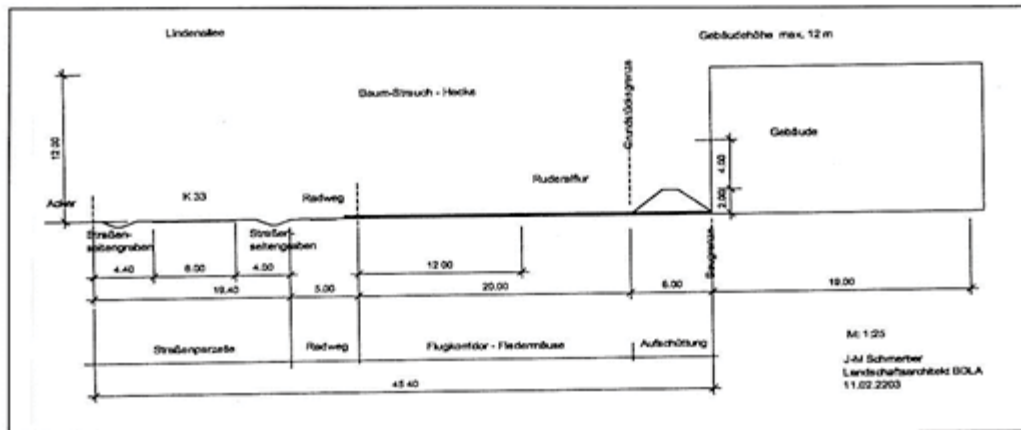 Lindenallee
Gebäudehöhe max. 12 m
Baum-Strauch - Hecke
Grundstücksgrenze
12.00
Gebäude
4.00
Ruderalflur
2.00
Acker
K 33
Radweg
Straßen-
seitengraben
Straßen-
seitengraben
Baugrenze
4.40
6.00
4.00
12.00
19.40
5.00
20.00
6.00
19.00
Straßenparzelle
Radweg
Flugkorridor - Fledermäuse
Aufschüttung
45.40
M: 1:25
J-M Schmerber
Landschaftsarchitekt BDLA
11.02.2203